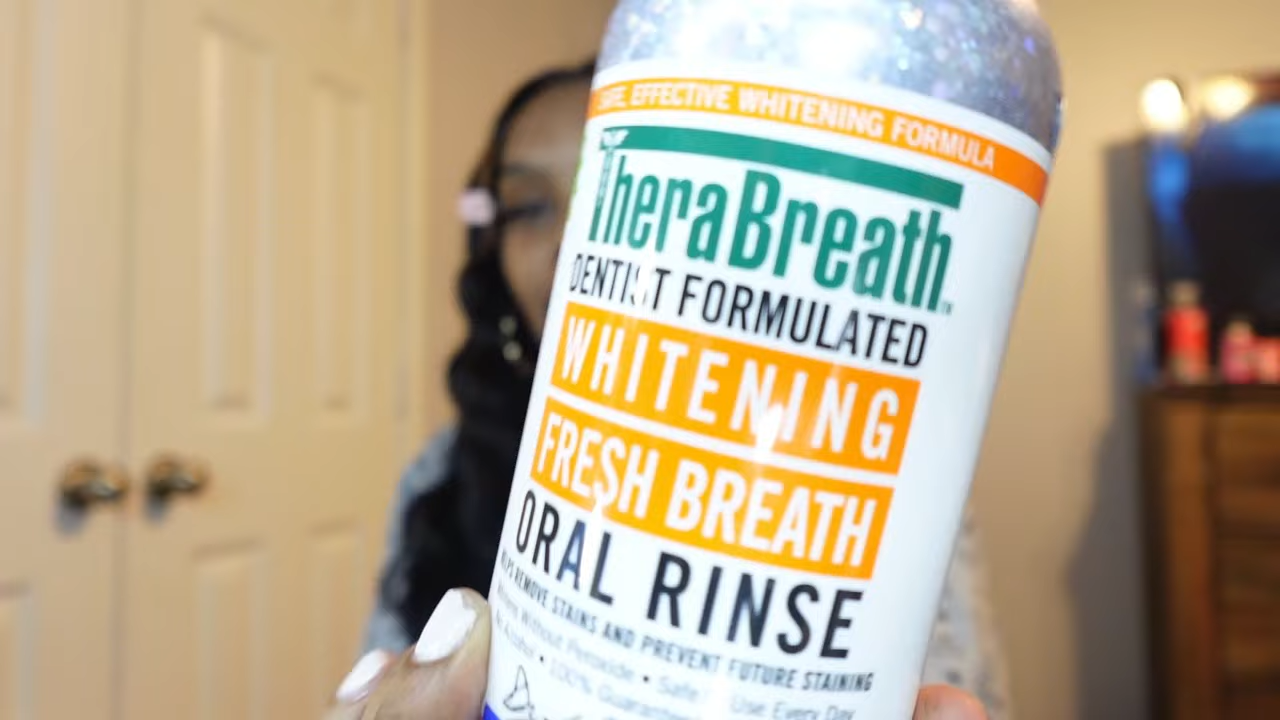 EFFECTIVE WHITENING FORMULA
TheraBreath
DENTIST FORMULATED
WHITENING
FRESH BREATH
ORAL RINSE
REMOVE STAINS AND PREVENT FUTURE STAINING
Without Peroxide • Safe Use Every Day